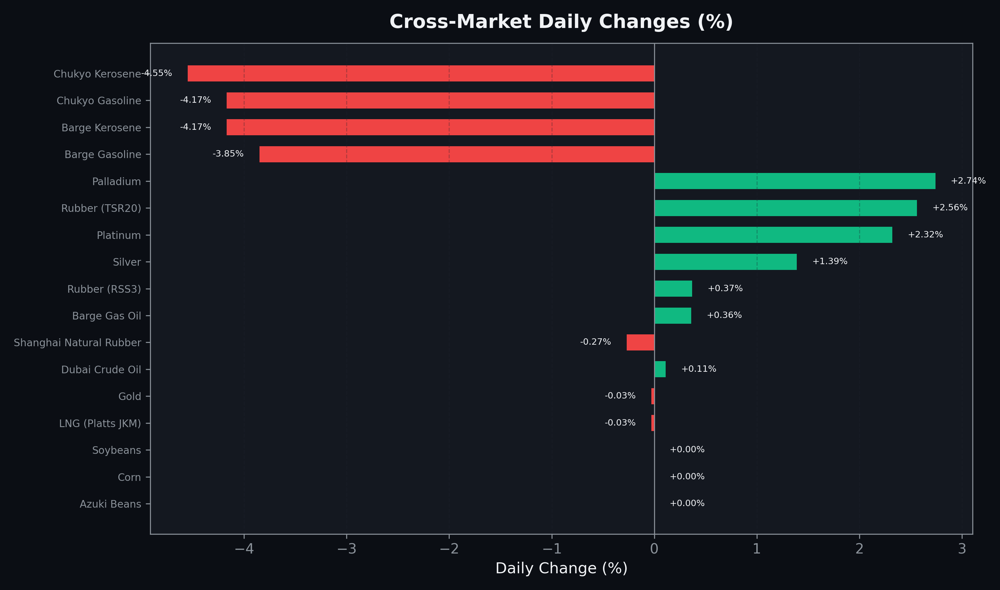 Cross-Market Daily Changes (%)
Chukyo Kerosene -4.55%
Chukyo Gasoline -4.17%
Barge Kerosene -4.17%
Barge Gasoline -3.85%
Palladium +2.74%
Rubber (TSR20) +2.56%
Platinum +2.32%
Silver +1.39%
Rubber (RSS3) +0.37%
Barge Gas Oil +0.36%
Shanghai Natural Rubber -0.27%
Dubai Crude Oil +0.11%
Gold -0.03%
LNG (Platts JKM) -0.03%
Soybeans +0.00%
Corn +0.00%
Azuki Beans +0.00%
−4 −3 −2 −1 0 1 2 3
Daily Change (%)